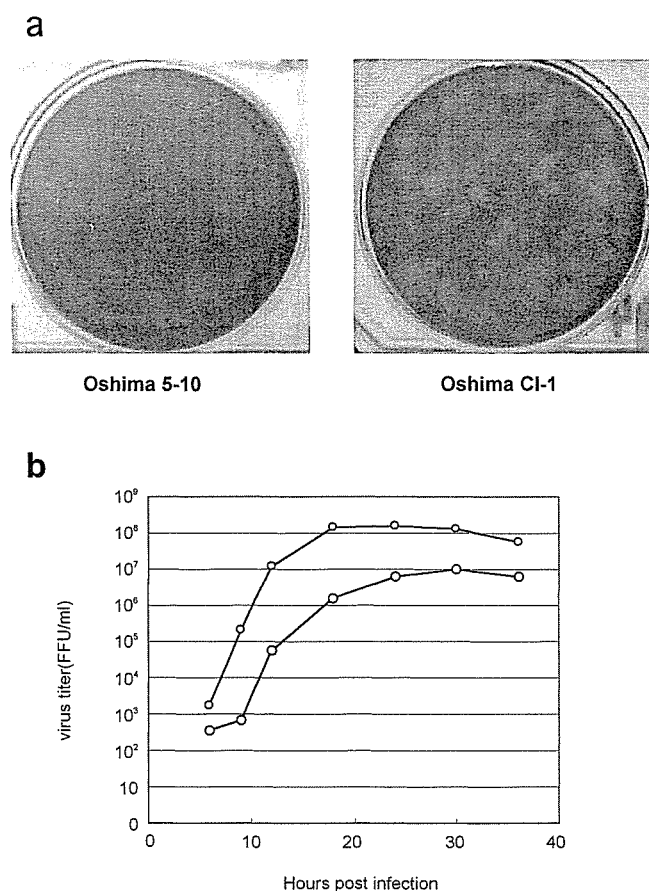 a
Oshima 5-10
Oshima Cl-1
b
10⁹
10⁸
10⁷
10⁶
10⁵
10⁴
10³
10²
10
0
virus titer(FFU/ml)
0 10 20 30 40
Hours post infection